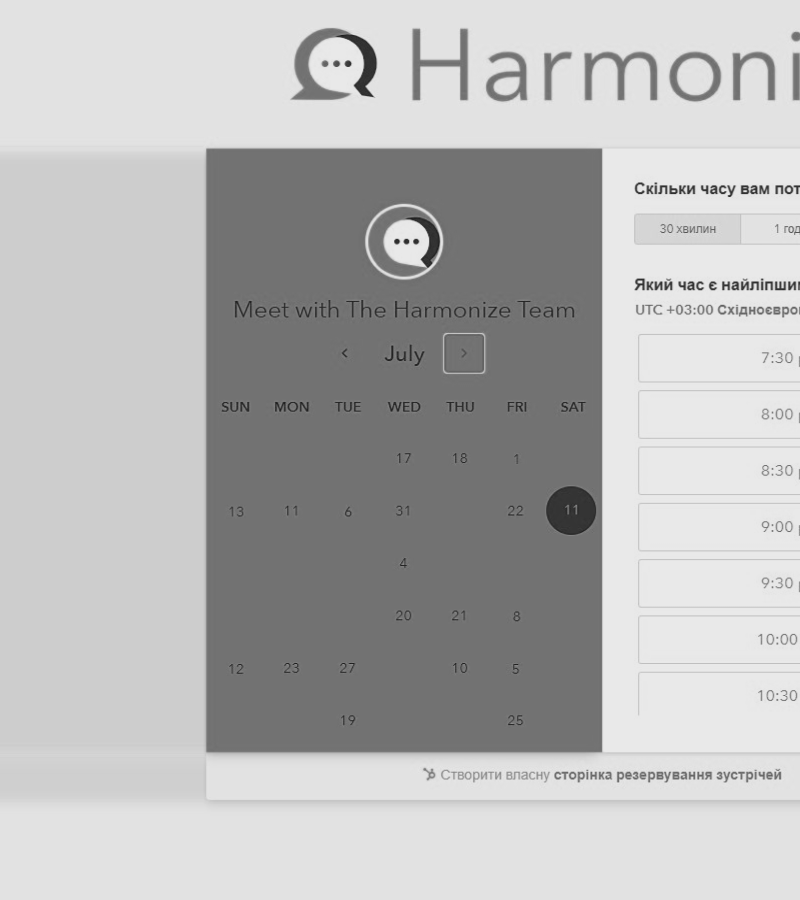 Harmoni
Meet with The Harmonize Team
July
SUN MON TUE WED THU FRI SAT
17 18 1
13 11 6 31 22 11
4
20 21 8
12 23 27 10 5
19 25
Скільки часу вам пот
30 хвилин 1 год
Який час є найліпши
UTC +03:00 Східноєвро
7:30
8:00
8:30
9:00
9:30
10:00
10:30
Створити власну сторінка резервування зустрічей